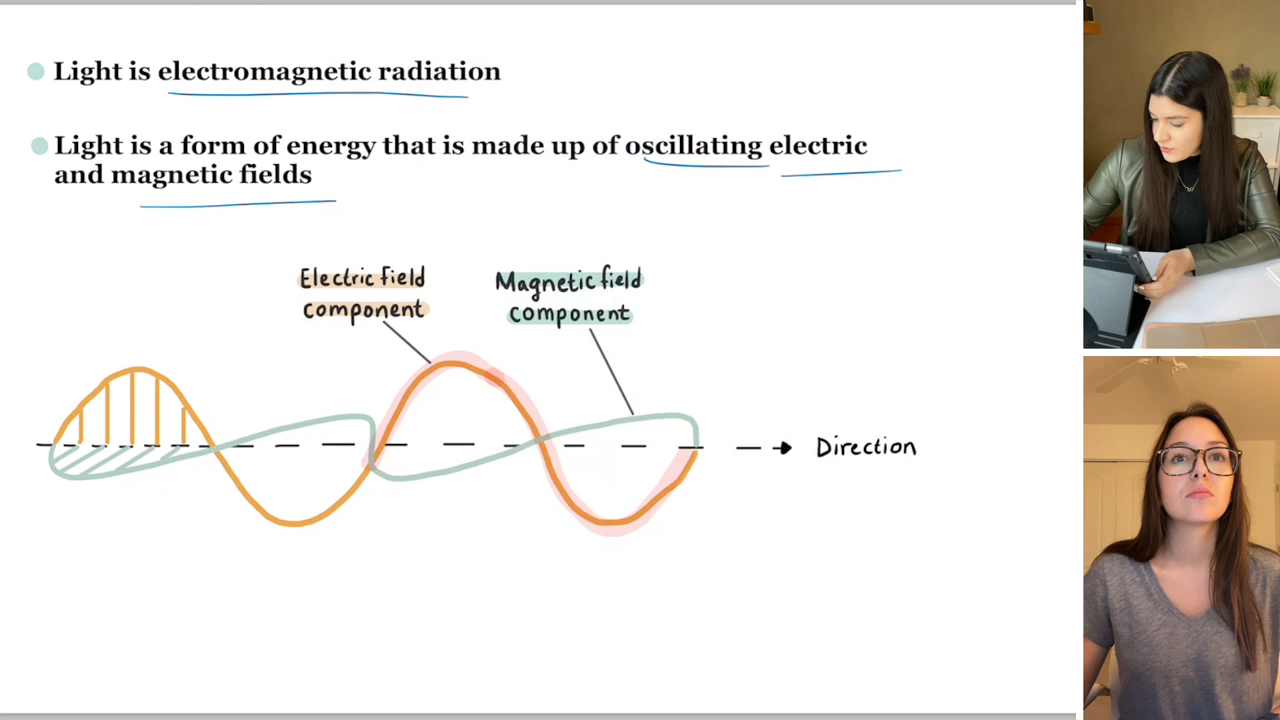 Light is electromagnetic radiation
Light is a form of energy that is made up of oscillating electric
and magnetic fields
Electric field
component
Magnetic field
component
Direction